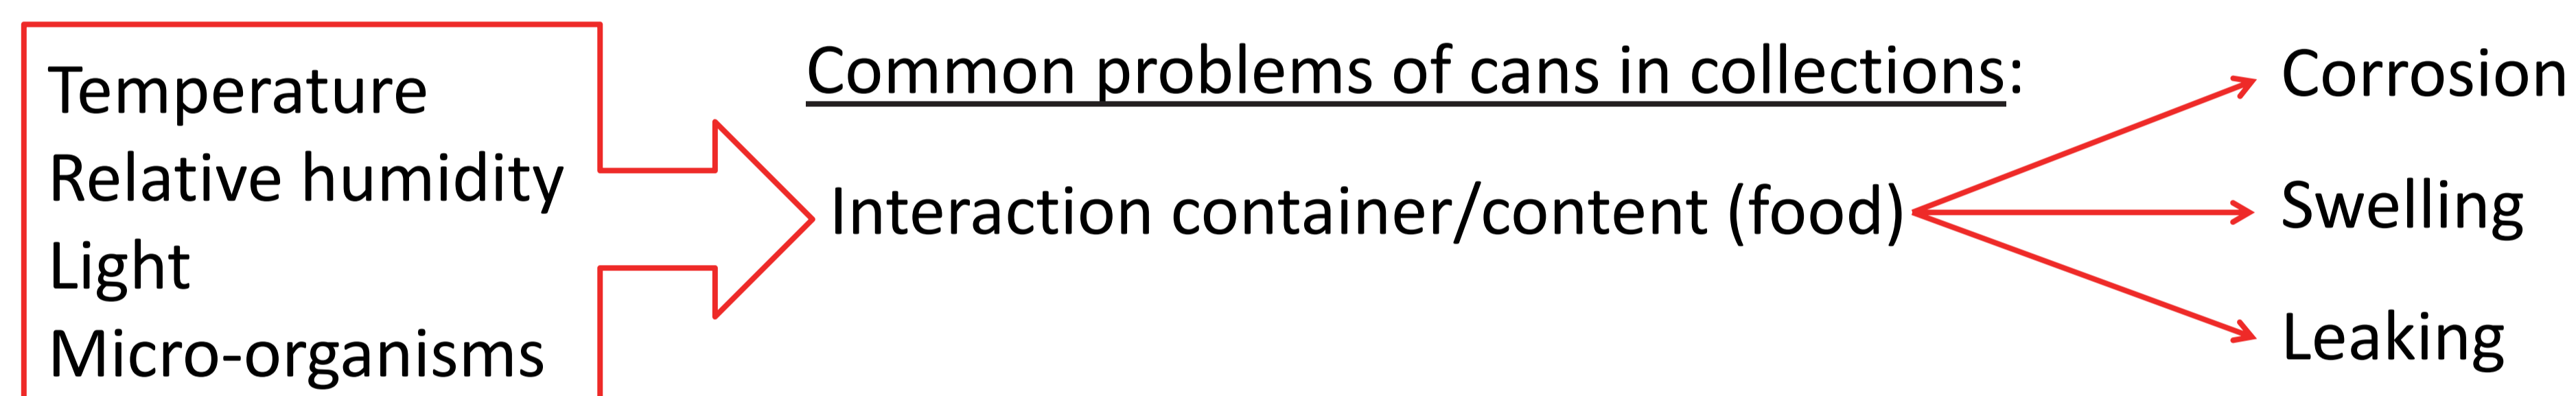 Temperature
Relative humidity
Light
Micro-organisms
Common problems of cans in collections:
Interaction container/content (food)
Corrosion
Swelling
Leaking